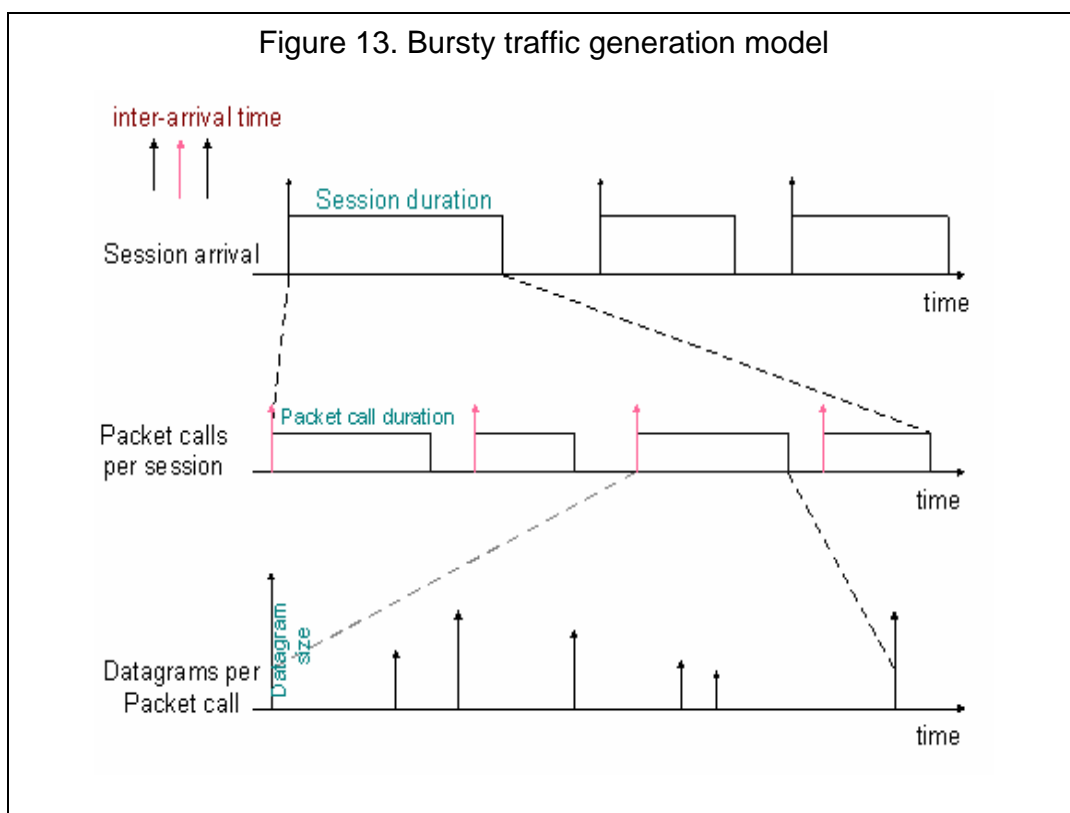 Figure 13. Bursty traffic generation model
inter-arrival time
Session duration
Session arrival
time
Packet call duration
Packet calls
per session
time
Datagram
size
Datagrams per
Packet call
time